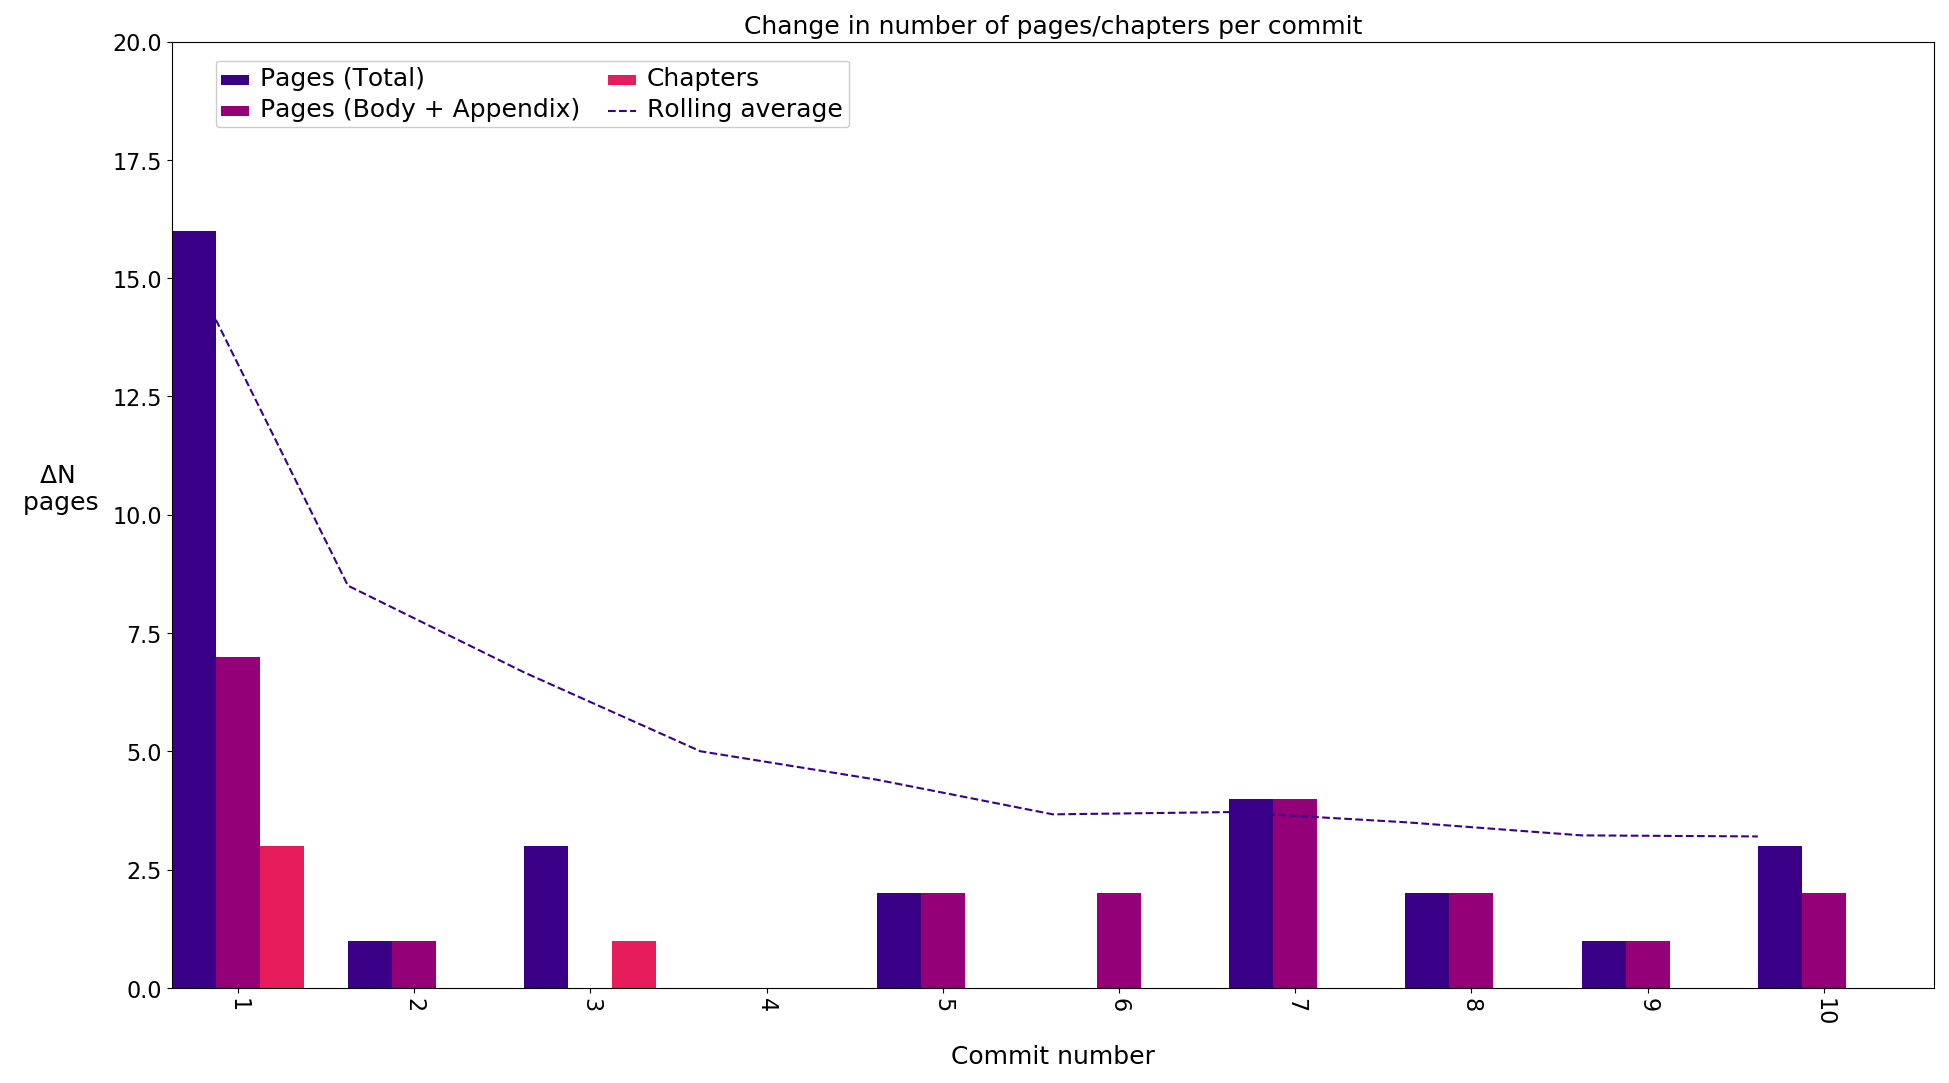 Change in number of pages/chapters per commit
20.0
17.5
15.0
12.5
10.0
7.5
5.0
2.5
0.0
Pages (Total)
Pages (Body + Appendix)
Chapters
Rolling average
ΔN
pages
1
2
3
4
5
6
7
8
9
10
Commit number